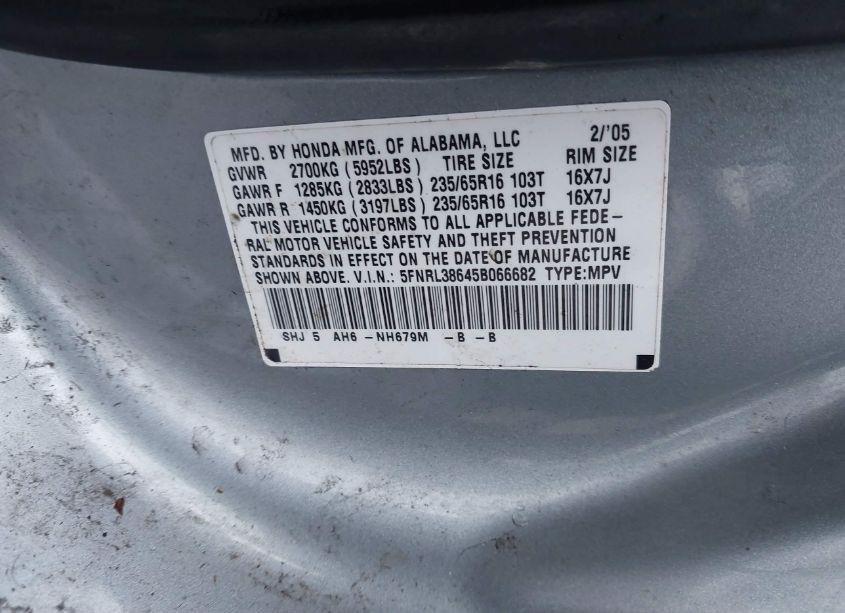 MFD. BY HONDA MFG. OF ALABAMA, LLC 2/'05
GVWR 2700KG (5952LBS) TIRE SIZE RIM SIZE
GAWR F 1285KG (2833LBS) 235/65R16 103T 16X7J
GAWR R 1450KG (3197LBS) 235/65R16 103T 16X7J
THIS VEHICLE CONFORMS TO ALL APPLICABLE FEDE-
RAL MOTOR VEHICLE SAFETY AND THEFT PREVENTION
STANDARDS IN EFFECT ON THE DATE OF MANUFACTURE
SHOWN ABOVE. V.I.N.: 5FNRL38645B066682 TYPE:MPV
SHJ 5 AH6 -NH679M -B -B